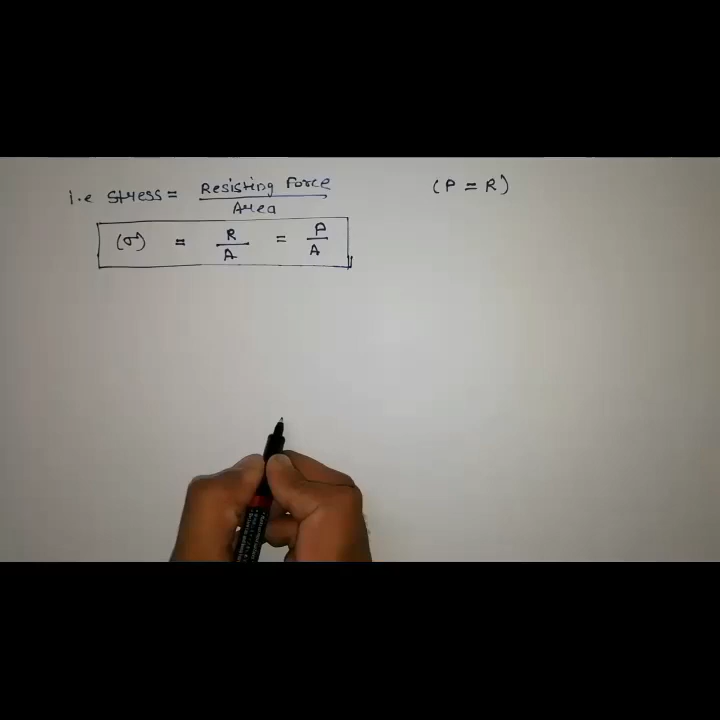 i.e Stress = Resisting Force / Area (P = R)
(σ) = R / A = P / A